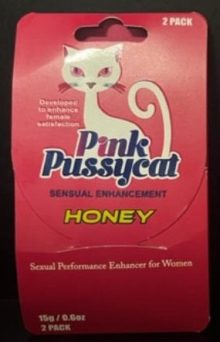 2 PACK
Developed
to enhance
female
satisfaction
Pink
Pussycat
SENSUAL ENHANCEMENT
HONEY
Sexual Performance Enhancer for Women
15g / 0.6oz
2 PACK